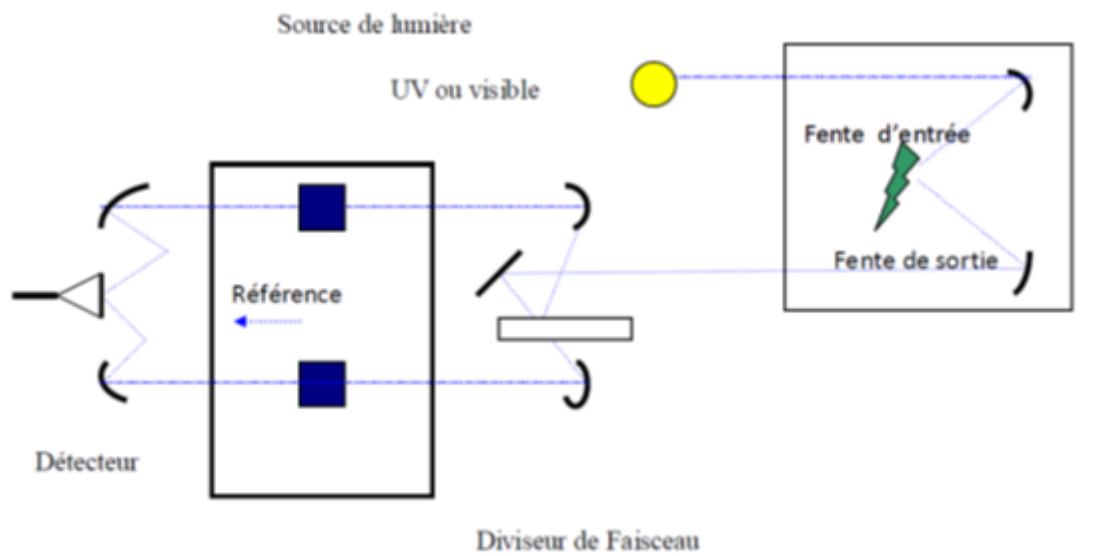 Source de lumière
UV ou visible
Fente d'entrée
Fente de sortie
Référence
Détecteur
Diviseur de Faisceau